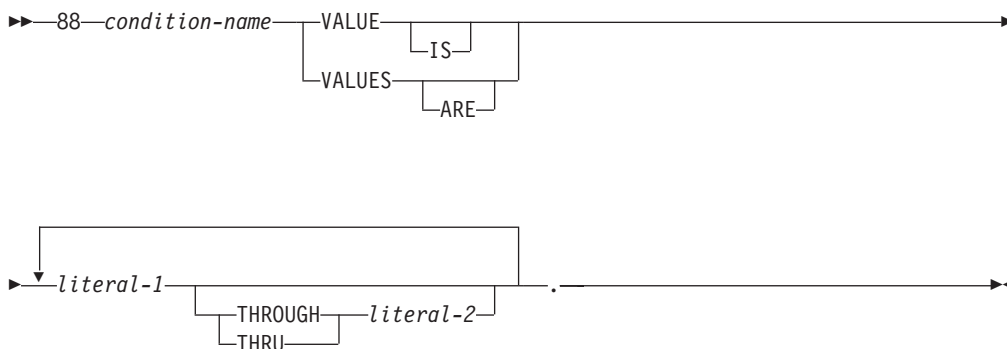 88 condition-name VALUE
IS
VALUES
ARE
literal-1 .
THROUGH literal-2
THRU